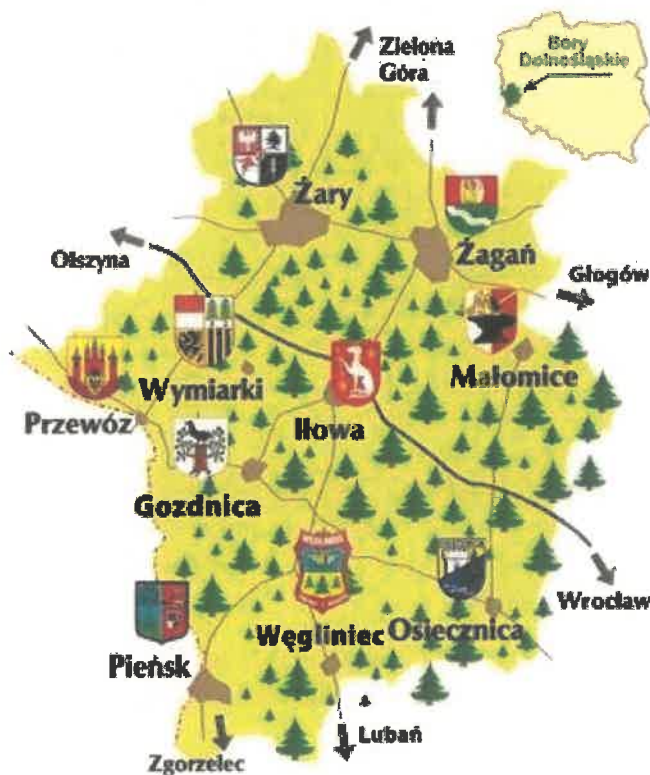 Zielona
Góra
Bory
Dolnośląskie
Żary
Żagań
Olszyna
Głogów
Wymiarki
Małomice
Przewóz
Iłowa
Gozdnica
Wrocław
Węgliniec
Osiecznica
Pieńsk
Lubań
Zgorzelec